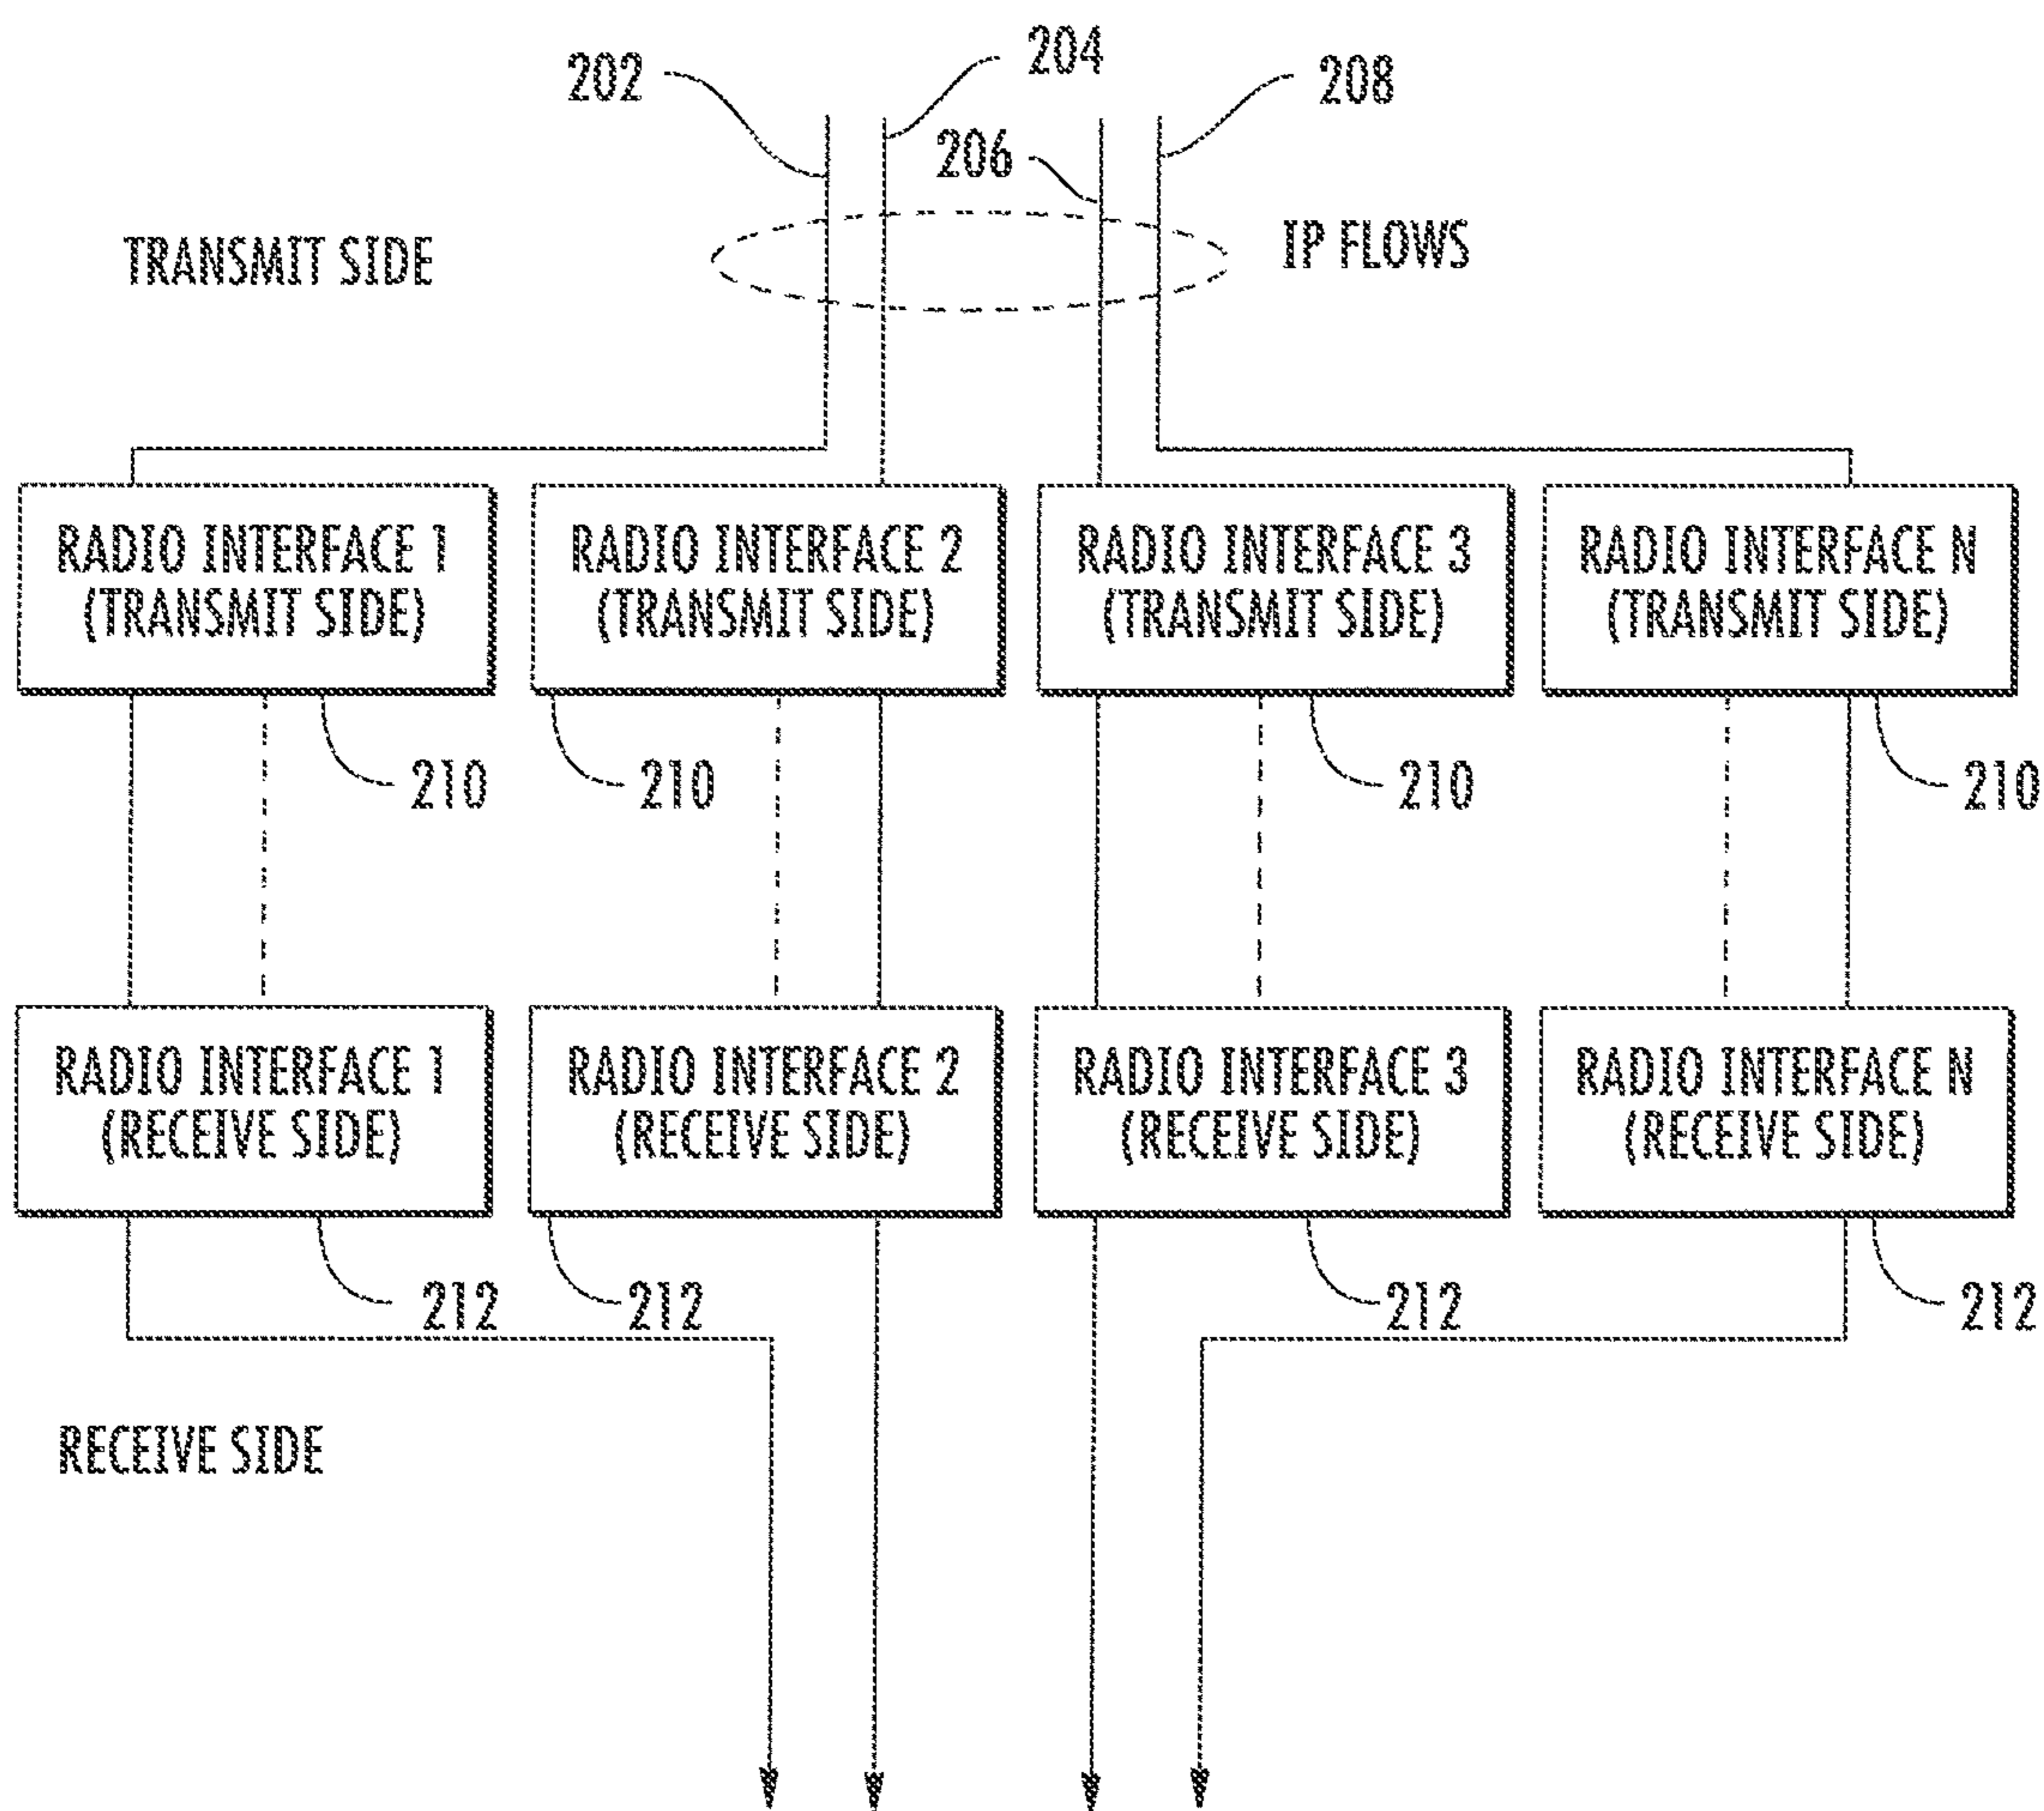 202
204
208
206
TRANSMIT SIDE
IP FLOWS
RADIO INTERFACE 1
(TRANSMIT SIDE)
RADIO INTERFACE 2
(TRANSMIT SIDE)
RADIO INTERFACE 3
(TRANSMIT SIDE)
RADIO INTERFACE N
(TRANSMIT SIDE)
210
210
210
210
RADIO INTERFACE 1
(RECEIVE SIDE)
RADIO INTERFACE 2
(RECEIVE SIDE)
RADIO INTERFACE 3
(RECEIVE SIDE)
RADIO INTERFACE N
(RECEIVE SIDE)
212
212
212
212
RECEIVE SIDE